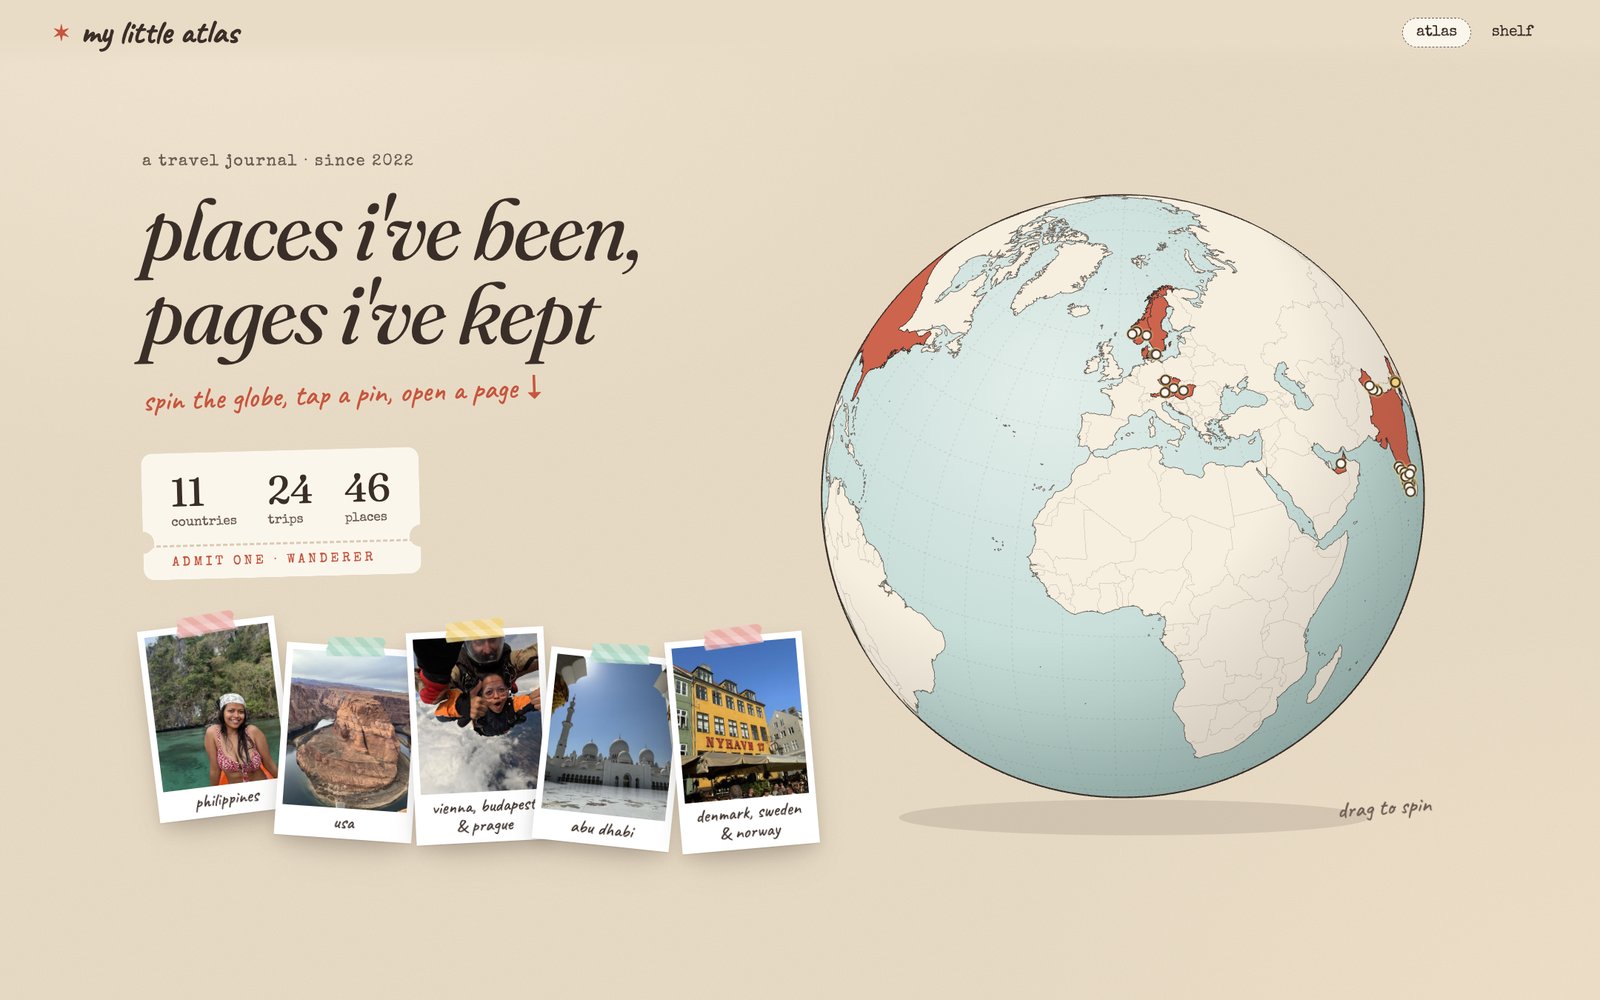 my little atlas
atlas
shelf
a travel journal · since 2022
places i've been,
pages i've kept
spin the globe, tap a pin, open a page ↓
11
countries
24
trips
46
places
ADMIT ONE · WANDERER
philippines
usa
vienna, budapest
& prague
abu dhabi
NYHAVN 17
denmark, sweden
& norway
drag to spin